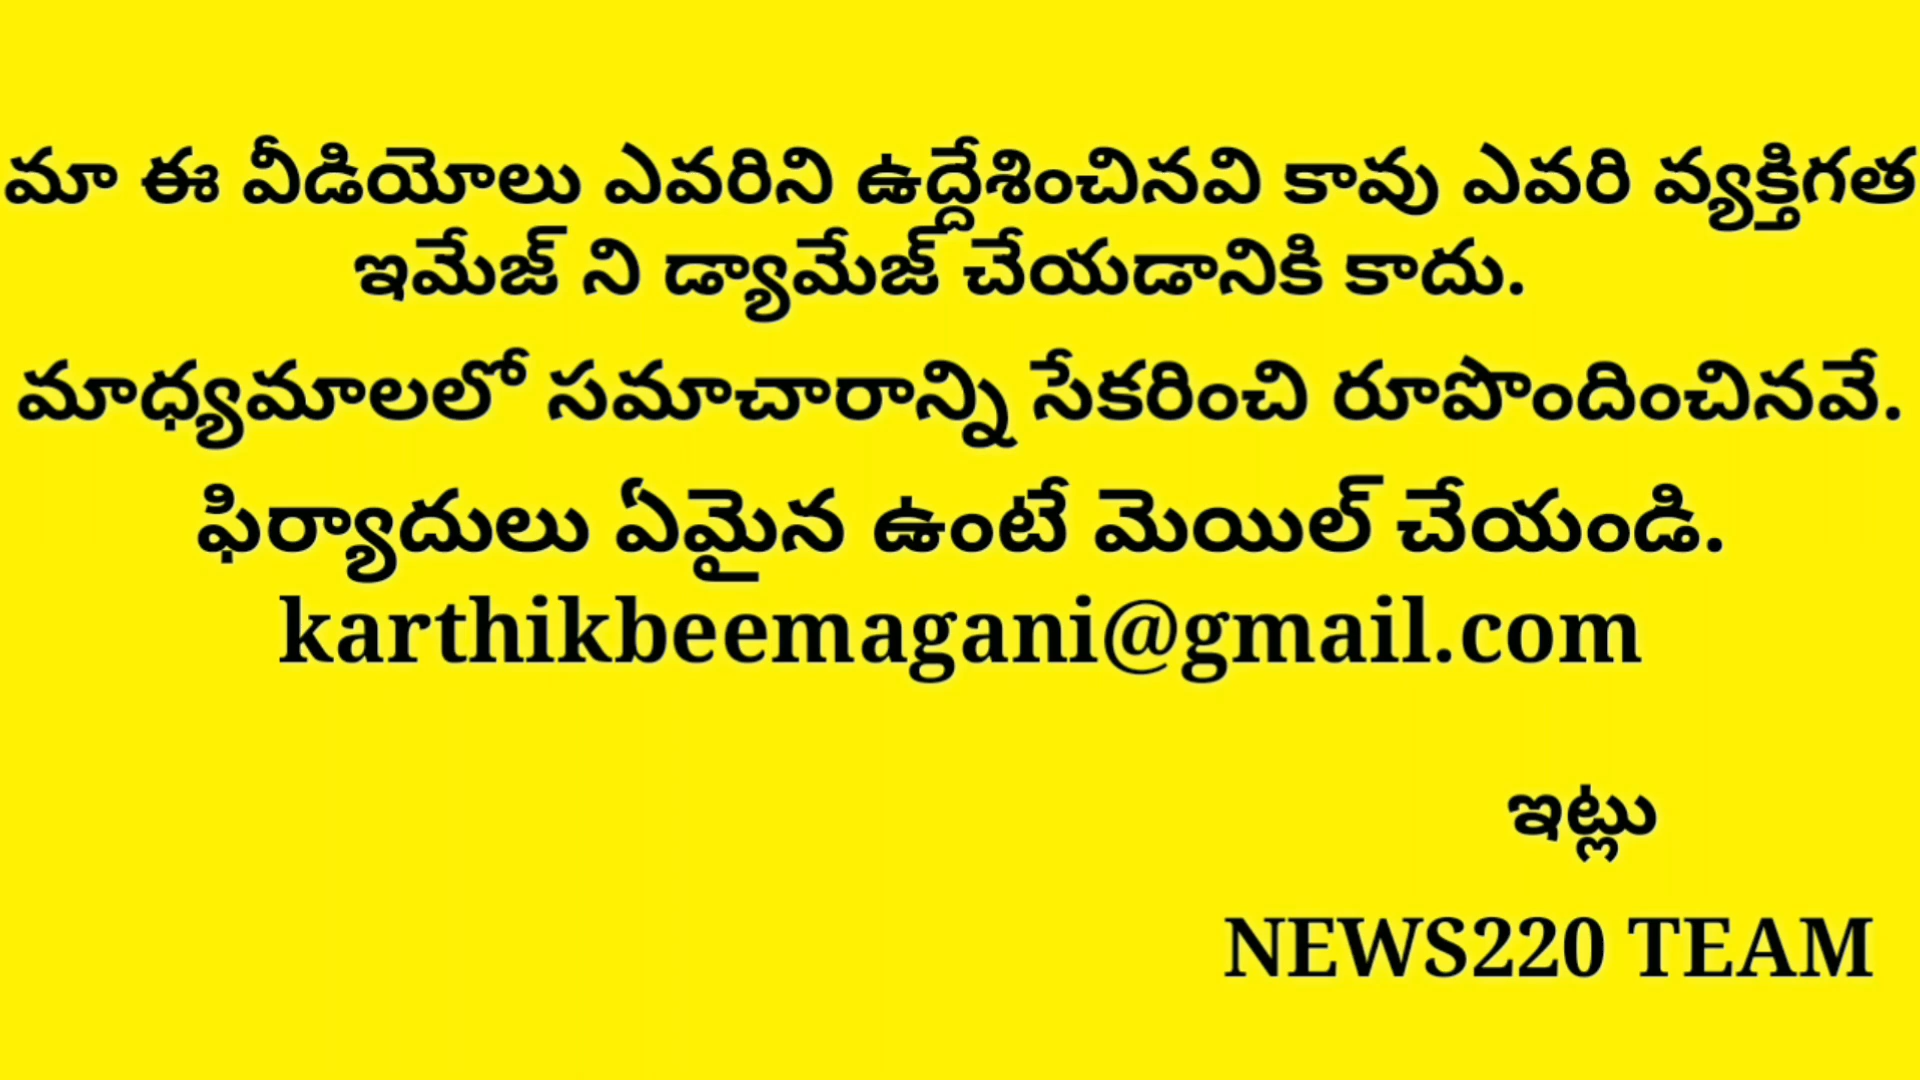 మా ఈ వీడియోలు ఎవరిని ఉద్దేశించినవి కావు ఎవరి వ్యక్తిగత
ఇమేజ్ ని డ్యామేజ్ చేయడానికి కాదు.
మాధ్యమాలలో సమాచారాన్ని సేకరించి రూపొందించినవే.
ఫిర్యాదులు ఏమైన ఉంటే మెయిల్ చేయండి.
karthikbeemagani@gmail.com
ఇట్లు
NEWS220 TEAM